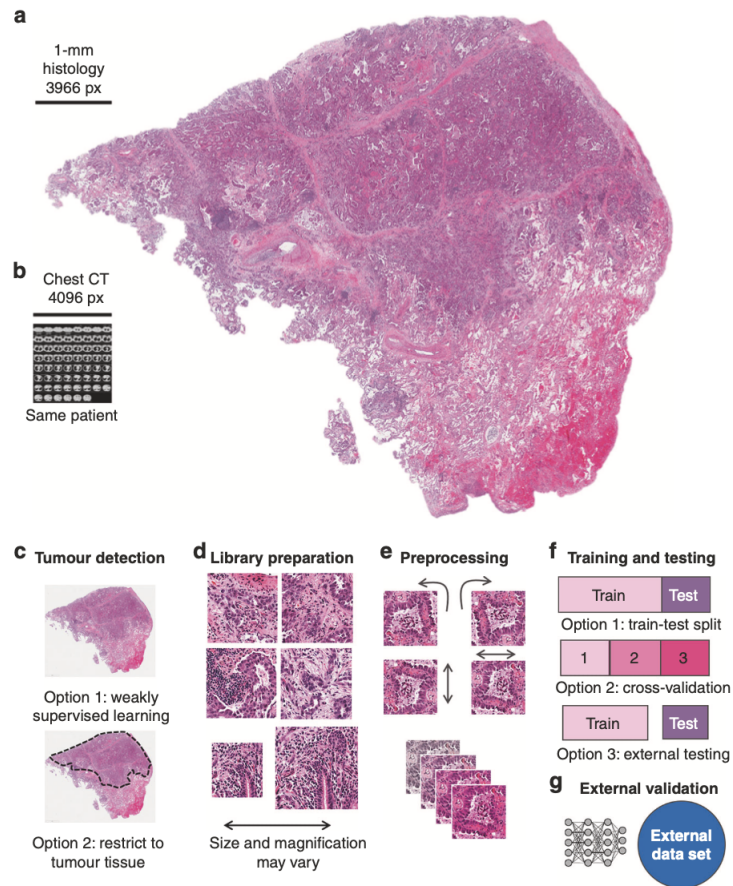 a
1-mm
histology
3966 px
b
Chest CT
4096 px
Same patient
c Tumour detection
Option 1: weakly
supervised learning
Option 2: restrict to
tumour tissue
d Library preparation
Size and magnification
may vary
e Preprocessing
f Training and testing
Train Test
Option 1: train-test split
1 2 3
Option 2: cross-validation
Train Test
Option 3: external testing
g External validation
External
data set